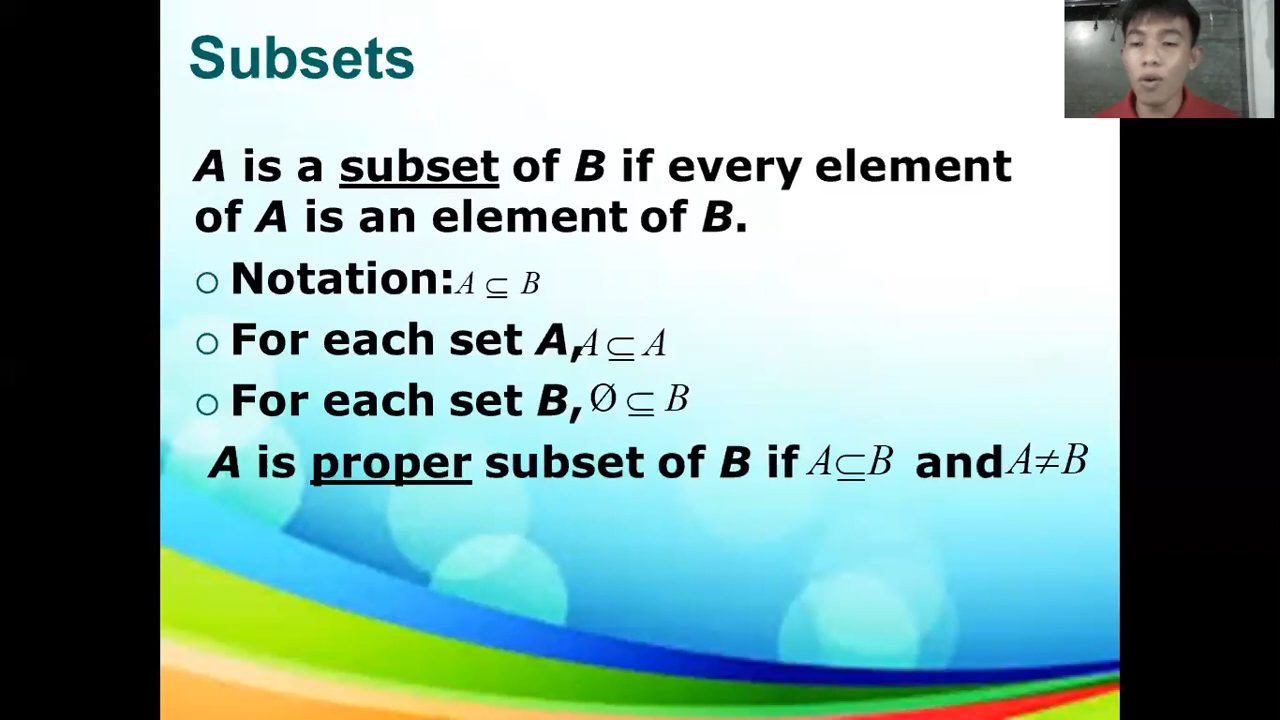 Subsets
A is a subset of B if every element
of A is an element of B.
○ Notation: A ⊆ B
○ For each set A, A ⊆ A
○ For each set B, Ø ⊆ B
A is proper subset of B if A⊆B and A≠B